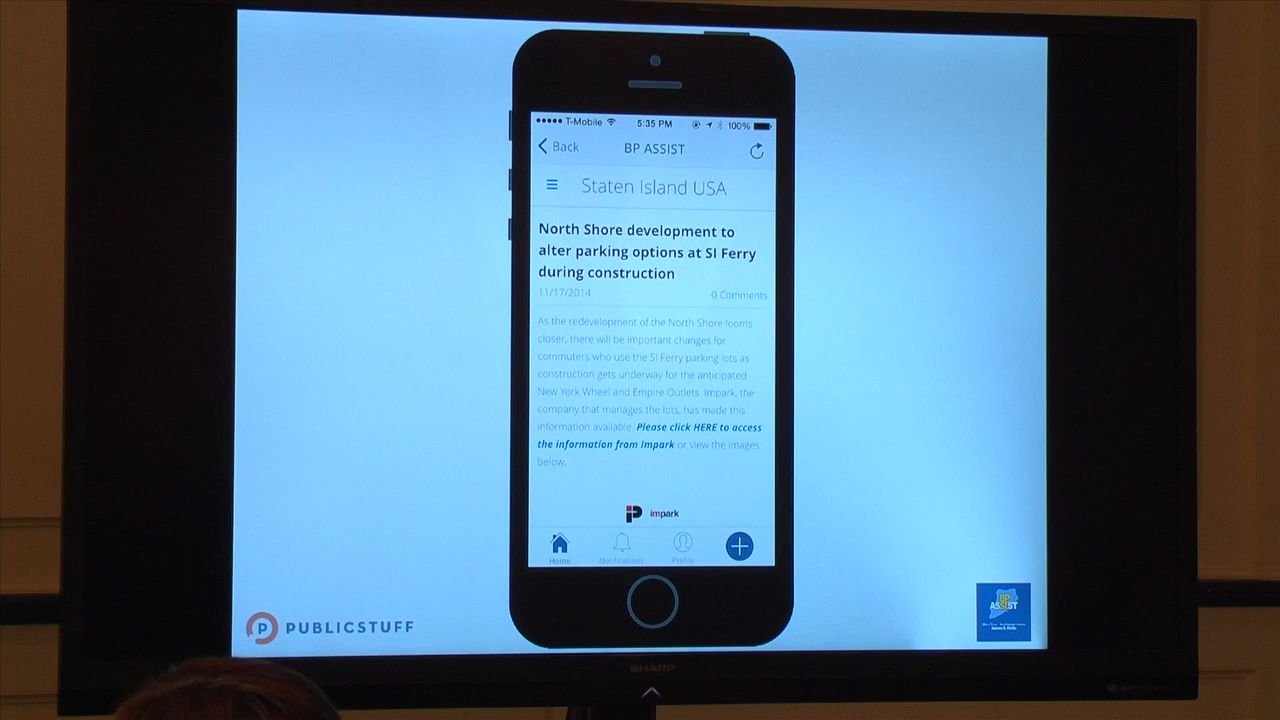 T-Mobile 5:35 PM 100%
Back BP ASSIST
Staten Island USA
North Shore development to
alter parking options at SI Ferry
during construction
11/17/2014 0 Comments
As the redevelopment of the North Shore looms
closer, there will be important changes for
commuters who use the SI Ferry parking lots as
construction gets underway for the anticipated
New York Wheel and Empire Outlets. Impark, the
company that manages the lots, has made this
information available. Please click HERE to access
the information from Impark or view the images
below.
impark
Home Notifications Profile
PUBLICSTUFF
BP
ASSIST
SHARP